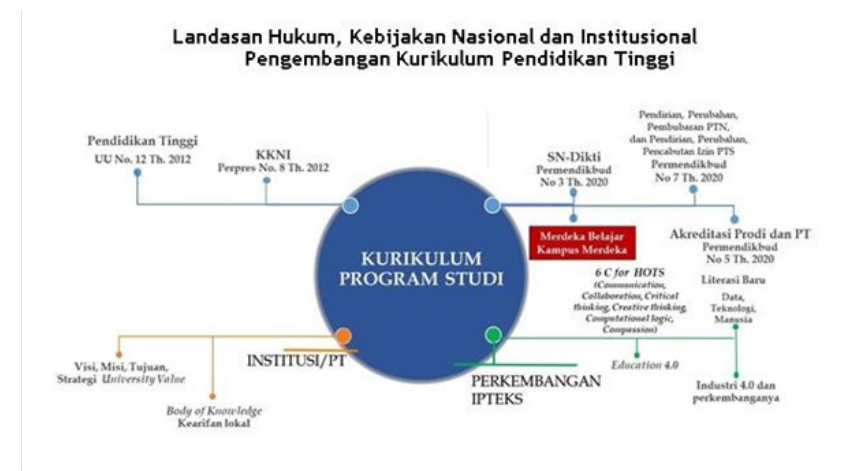 Landasan Hukum, Kebijakan Nasional dan Institusional
Pengembangan Kurikulum Pendidikan Tinggi
Pendidikan Tinggi
UU No. 12 Th. 2012
KKNI
Perpres No. 8 Th. 2012
SN-Dikti
Permendikbud
No 3 Th. 2020
Pendirian, Perubahan,
Pembubaran PTN,
dan Pendirian, Perubahan,
Pencabutan Izin PTS
Permendikbud
No 7 Th. 2020
Merdeka Belajar
Kampus Merdeka
Akreditasi Prodi dan PT
Permendikbud
No 5 Th. 2020
KURIKULUM
PROGRAM STUDI
6 C for HOTS
(Communication,
Collaboration, Critical
thinking, Creative thinking,
Computational logic,
Compassion)
Literasi Baru
Data,
Teknologi,
Manusia
INSTITUSI/PT
Visi, Misi, Tujuan,
Strategi University Value
Body of Knowledge
Kearifan lokal
PERKEMBANGAN
IPTEKS
Education 4.0
Industri 4.0 dan
perkembanganya